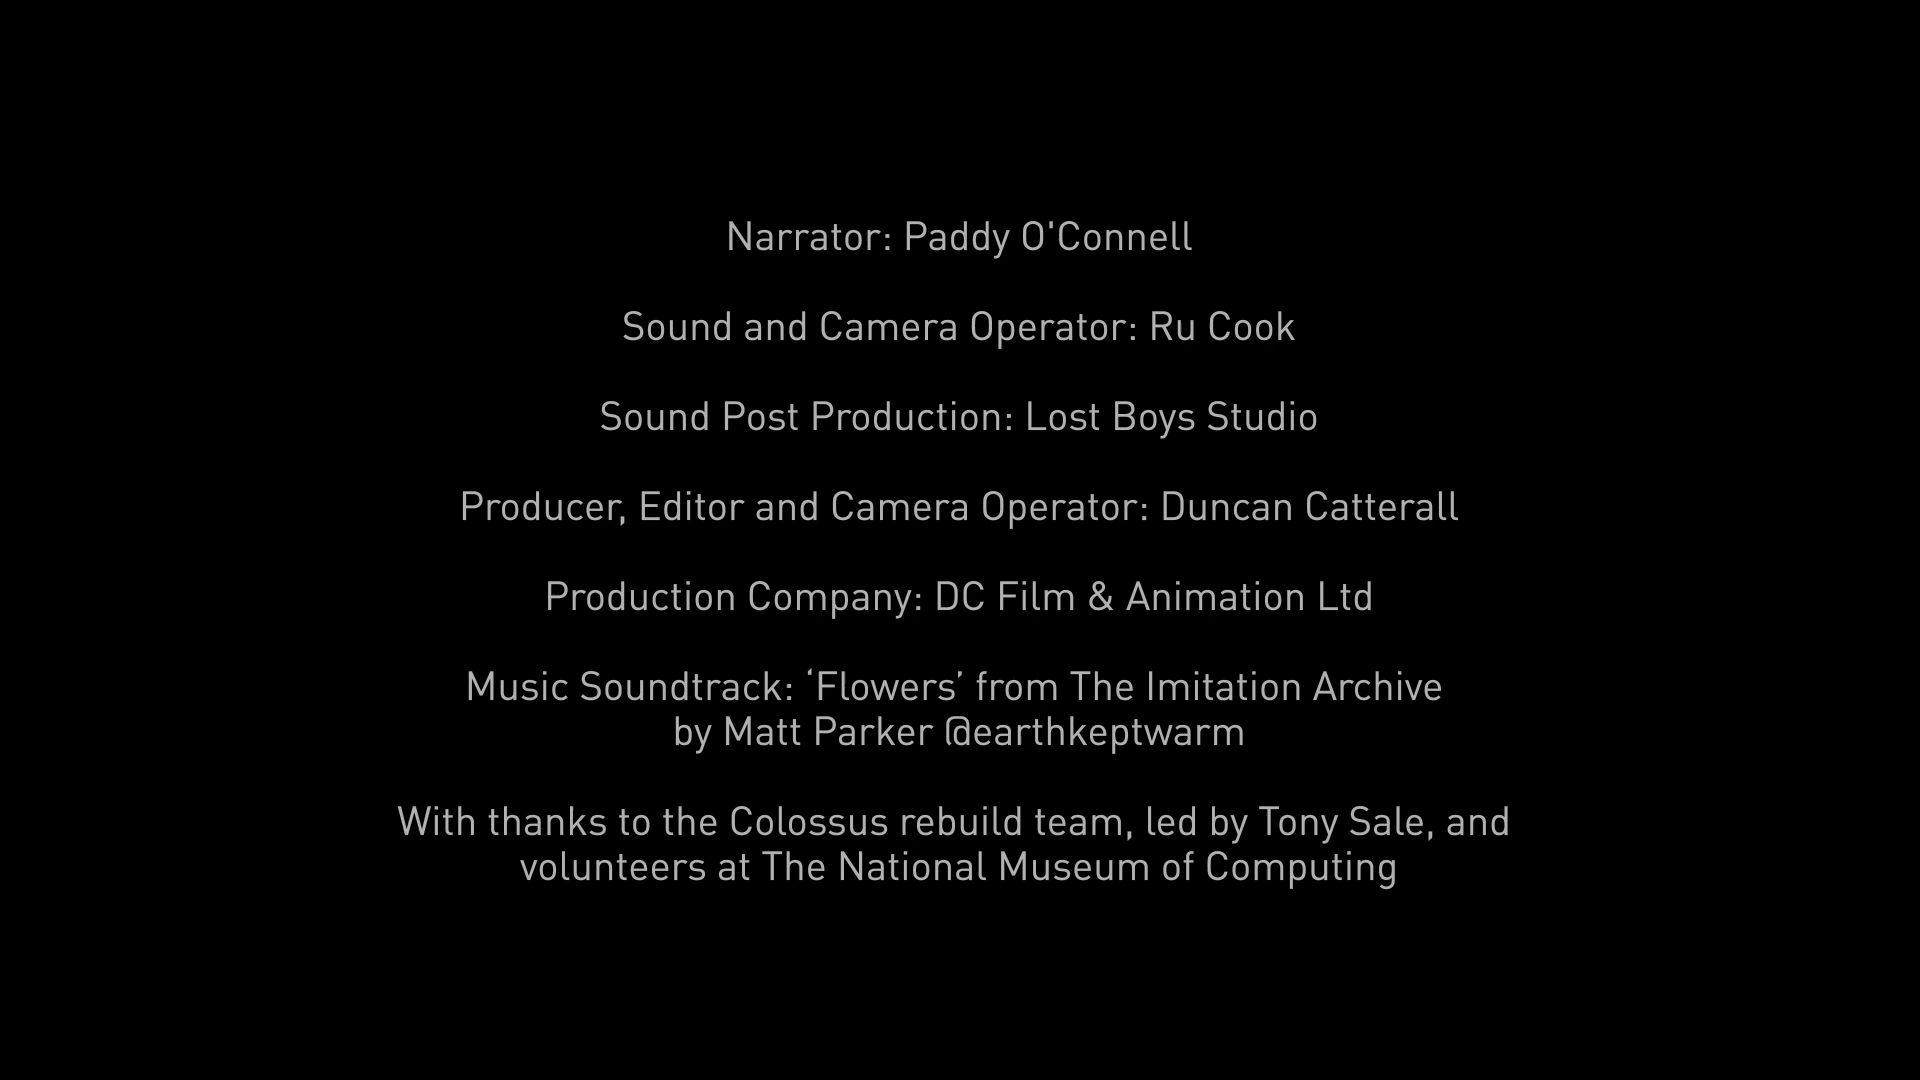 Narrator: Paddy O'Connell
Sound and Camera Operator: Ru Cook
Sound Post Production: Lost Boys Studio
Producer, Editor and Camera Operator: Duncan Catterall
Production Company: DC Film & Animation Ltd
Music Soundtrack: ‘Flowers’ from The Imitation Archive
by Matt Parker @earthkeptwarm
With thanks to the Colossus rebuild team, led by Tony Sale, and
volunteers at The National Museum of Computing